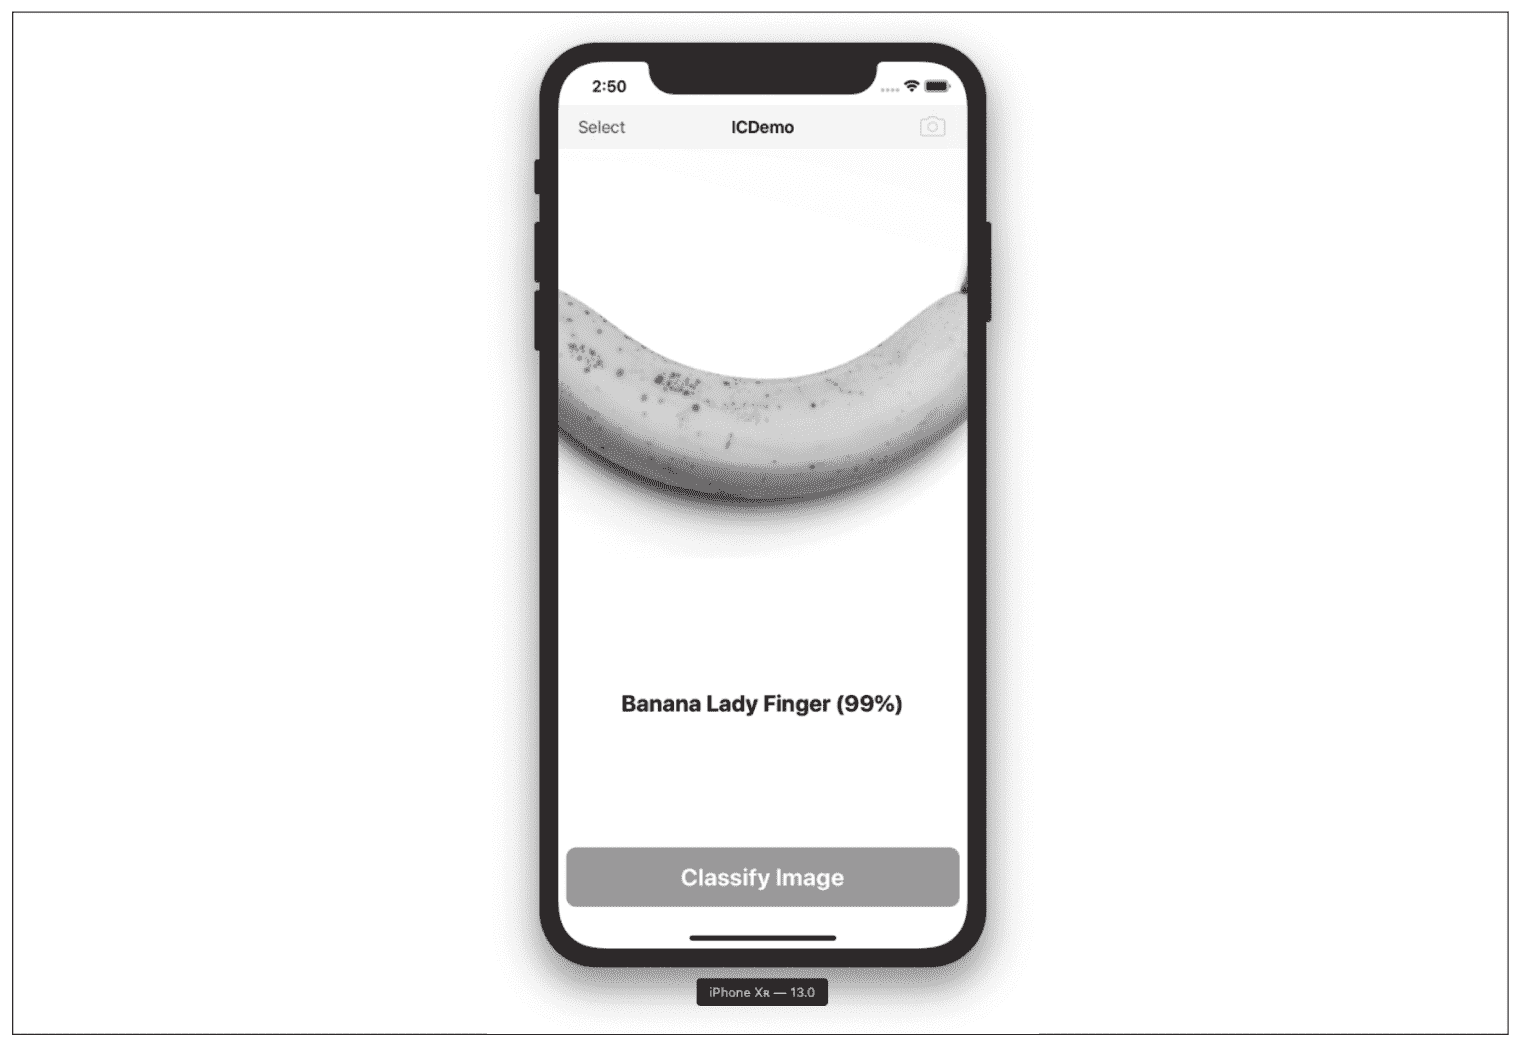 2:50
Select ICDemo
Banana Lady Finger (99%)
Classify Image
iPhone Xʀ — 13.0